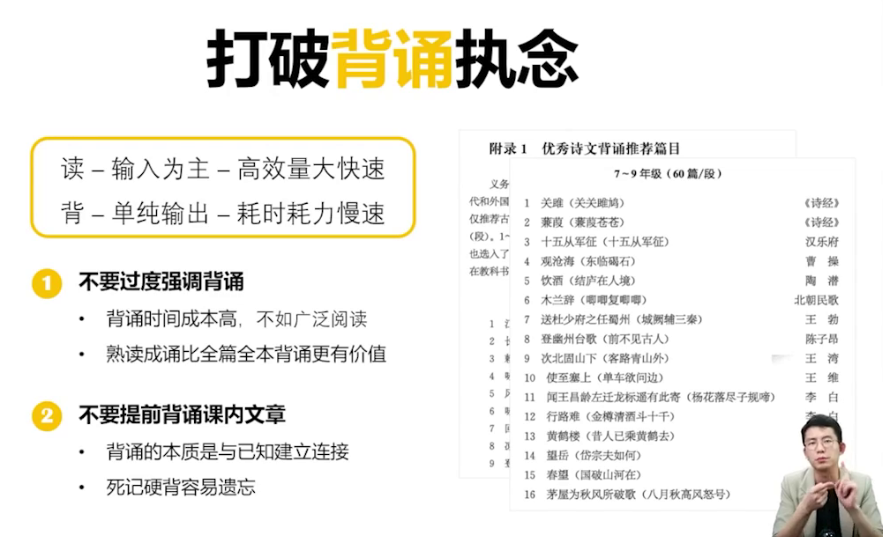 打破背诵执念
读 – 输入为主 – 高效量大快速
背 – 单纯输出 – 耗时耗力慢速
1 不要过度强调背诵
• 背诵时间成本高，不如广泛阅读
• 熟读成诵比全篇全本背诵更有价值
2 不要提前背诵课内文章
• 背诵的本质是与已知建立连接
• 死记硬背容易遗忘
附录 1 优秀诗文背诵推荐篇目
义务
代和外国
仅推荐古
（段）。1~
也选入了
在教科书
1
2
3
4
5
6
7
8
9
7～9 年级（60 篇/段）
1 关雎（关关雎鸠） 《诗经》
2 蒹葭（蒹葭苍苍） 《诗经》
3 十五从军征（十五从军征） 汉乐府
4 观沧海（东临碣石） 曹 操
5 饮酒（结庐在人境） 陶 潜
6 木兰辞（唧唧复唧唧） 北朝民歌
7 送杜少府之任蜀州（城阙辅三秦） 王 勃
8 登幽州台歌（前不见古人） 陈子昂
9 次北固山下（客路青山外） 王 湾
10 使至塞上（单车欲问边） 王 维
11 闻王昌龄左迁龙标遥有此寄（杨花落尽子规啼） 李 白
12 行路难（金樽清酒斗十千） 李 白
13 黄鹤楼（昔人已乘黄鹤去）
14 望岳（岱宗夫如何）
15 春望（国破山河在）
16 茅屋为秋风所破歌（八月秋高风怒号）